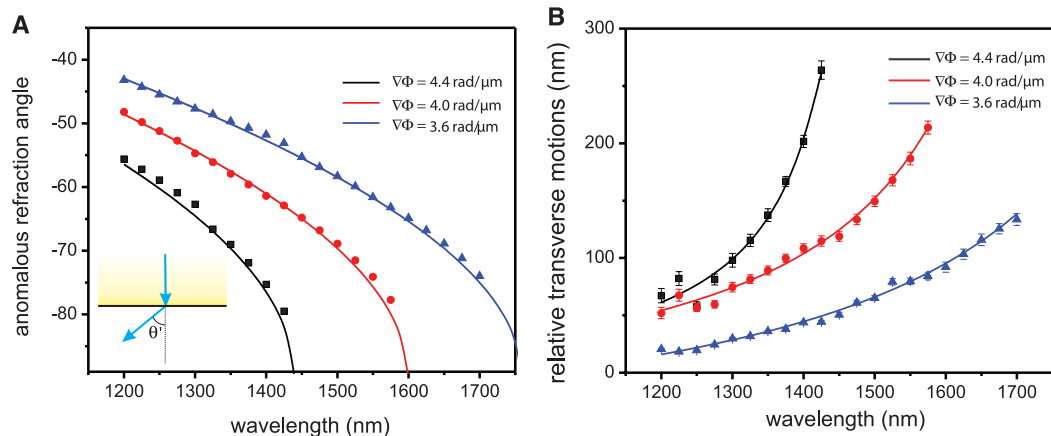 A
anomalous refraction angle
-40
-50
-60
-70
-80
∇Φ = 4.4 rad/μm
∇Φ = 4.0 rad/μm
∇Φ = 3.6 rad/μm
θ'
1200 1300 1400 1500 1600 1700
wavelength (nm)
B
relative transverse motions (nm)
300
200
100
0
∇Φ = 4.4 rad/μm
∇Φ = 4.0 rad/μm
∇Φ = 3.6 rad/μm
1200 1300 1400 1500 1600 1700
wavelength (nm)